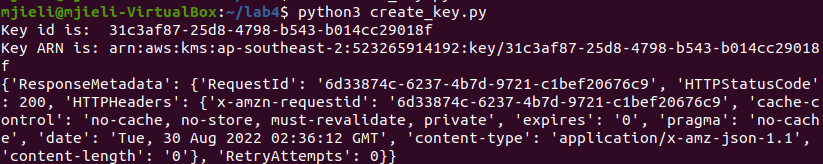 mjieli@mjieli-VirtualBox:~/lab4$ python3 create_key.py
Key id is:  31c3af87-25d8-4798-b543-b014cc29018f
Key ARN is: arn:aws:kms:ap-southeast-2:523265914192:key/31c3af87-25d8-4798-b543-b014cc29018
f
{'ResponseMetadata': {'RequestId': '6d33874c-6237-4b7d-9721-c1bef20676c9', 'HTTPStatusCode'
: 200, 'HTTPHeaders': {'x-amzn-requestid': '6d33874c-6237-4b7d-9721-c1bef20676c9', 'cache-c
ontrol': 'no-cache, no-store, must-revalidate, private', 'expires': '0', 'pragma': 'no-cach
e', 'date': 'Tue, 30 Aug 2022 02:36:12 GMT', 'content-type': 'application/x-amz-json-1.1',
'content-length': '0'}, 'RetryAttempts': 0}}